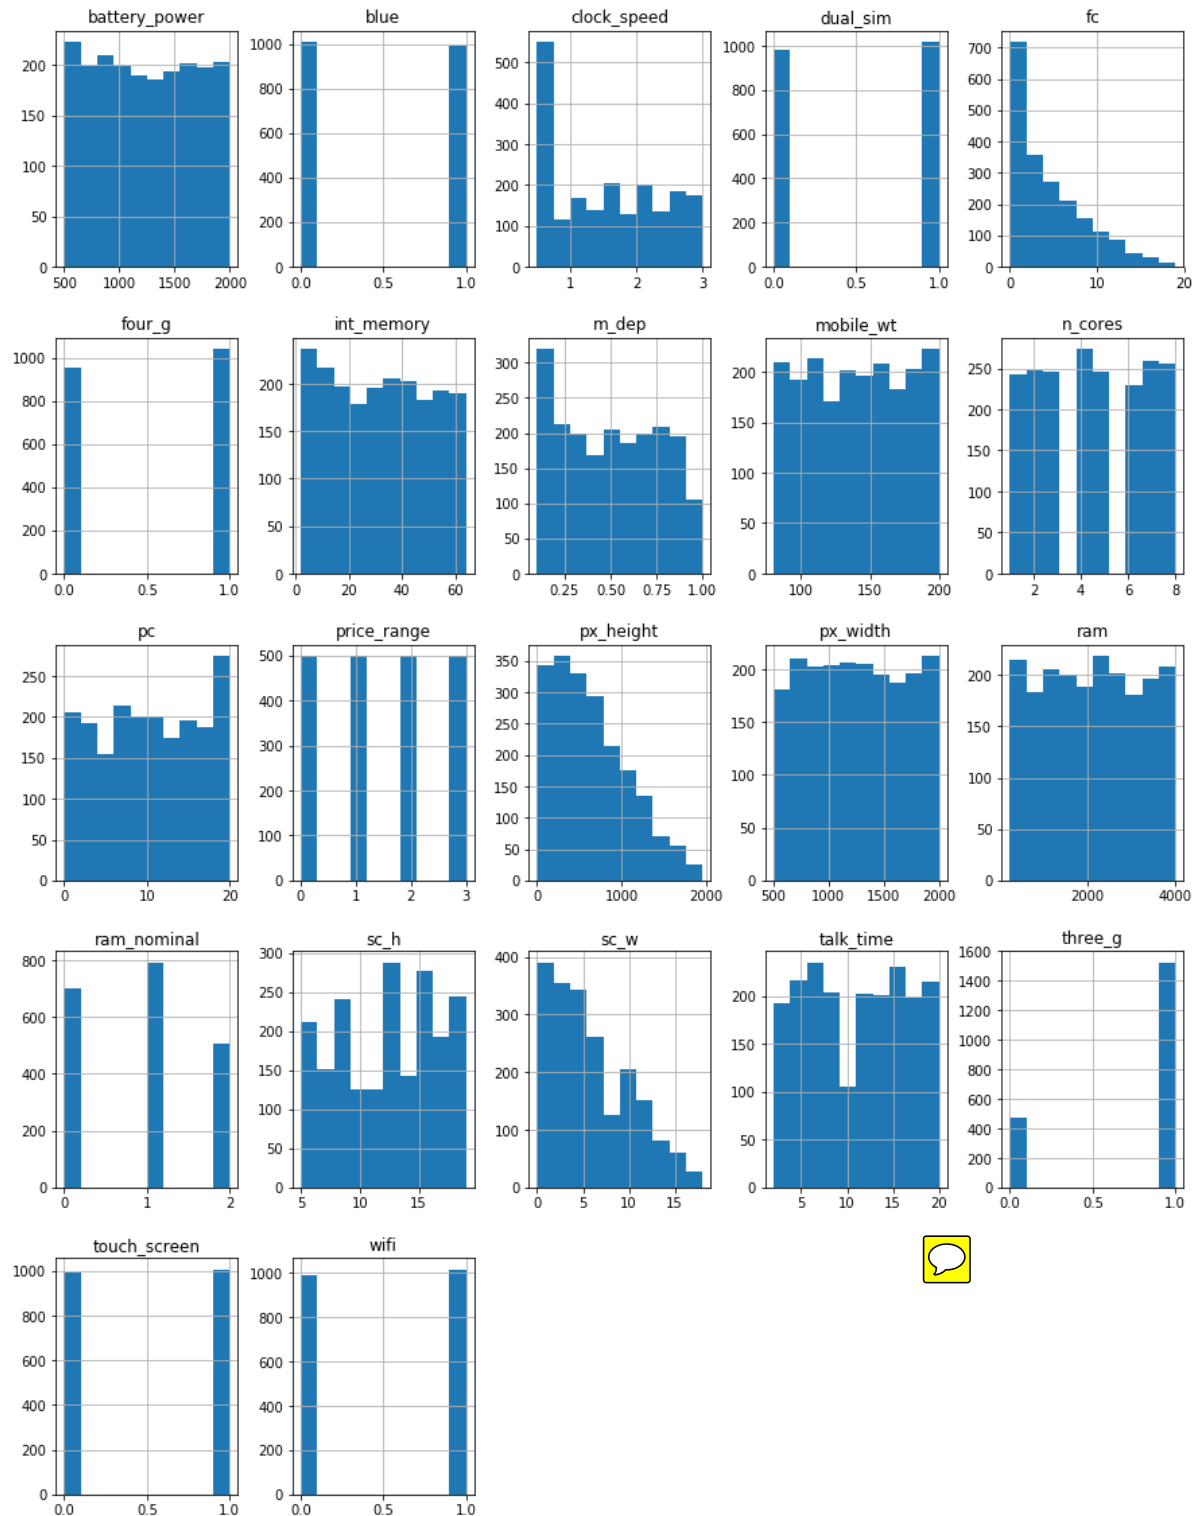 battery_power blue clock_speed dual_sim fc
200 150 100 50 0
500 1000 1500 2000
1000 800 600 400 200 0
0.0 0.5 1.0
500 400 300 200 100 0
1 2 3
1000 800 600 400 200 0
0.0 0.5 1.0
700 600 500 400 300 200 100 0
0 10 20
four_g int_memory m_dep mobile_wt n_cores
1000 800 600 400 200 0
0.0 0.5 1.0
200 150 100 50 0
0 20 40 60
300 250 200 150 100 50 0
0.25 0.50 0.75 1.00
200 150 100 50 0
100 150 200
250 200 150 100 50 0
2 4 6 8
pc price_range px_height px_width ram
250 200 150 100 50 0
0 10 20
500 400 300 200 100 0
0 1 2 3
350 300 250 200 150 100 50 0
0 1000 2000
200 150 100 50 0
500 1000 1500 2000
200 150 100 50 0
2000 4000
ram_nominal sc_h sc_w talk_time three_g
800 600 400 200 0
0 1 2
300 250 200 150 100 50 0
5 10 15
400 300 200 100 0
0 5 10 15
200 150 100 50 0
5 10 15 20
1600 1400 1200 1000 800 600 400 200 0
0.0 0.5 1.0
touch_screen wifi
1000 800 600 400 200 0
0.0 0.5 1.0
1000 800 600 400 200 0
0.0 0.5 1.0